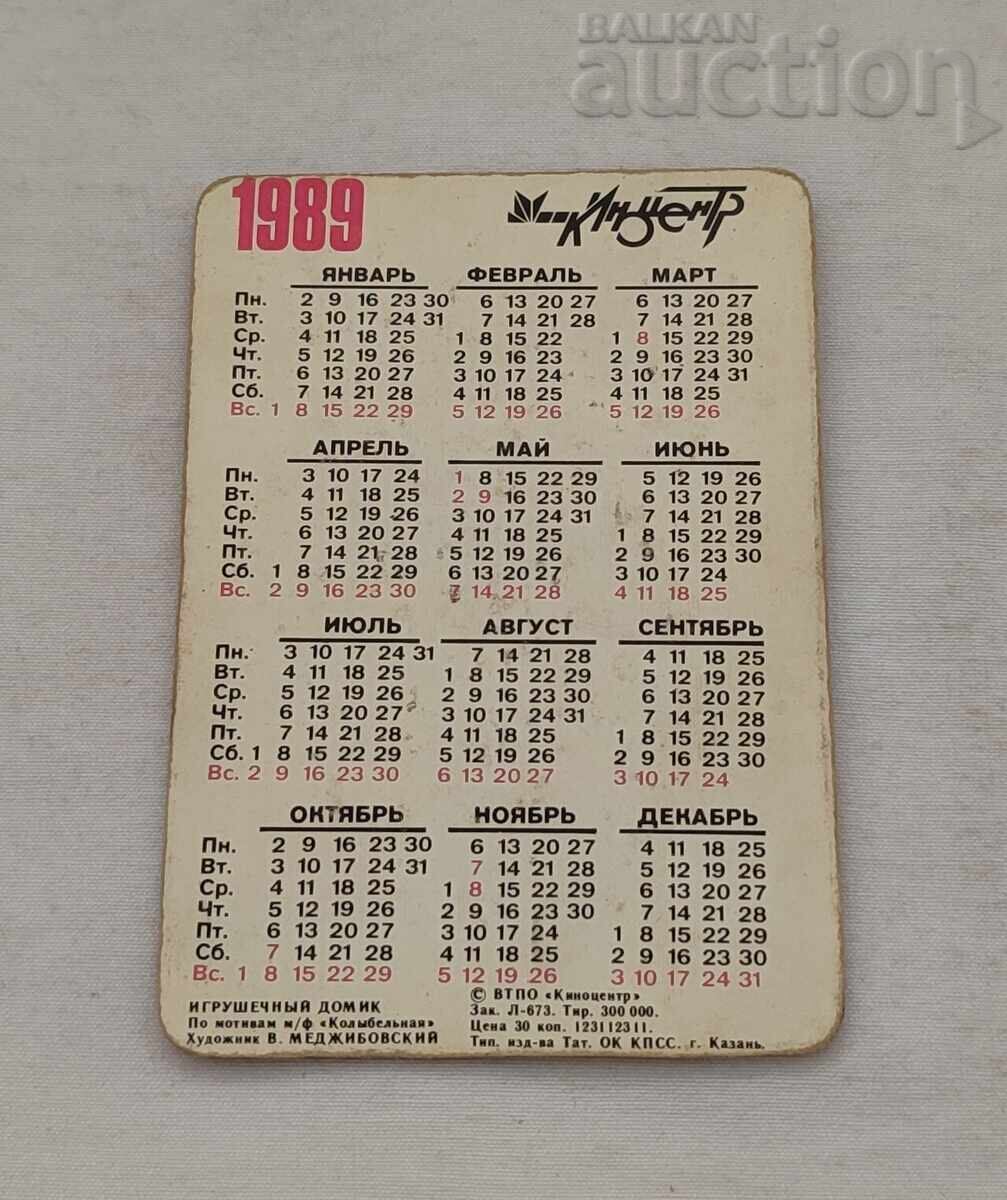 BALKAN
auction
1989 Киноцентр
ЯНВАРЬ ФЕВРАЛЬ МАРТ
Пн. 2 9 16 23 30 6 13 20 27 6 13 20 27
Вт. 3 10 17 24 31 7 14 21 28 7 14 21 28
Ср. 4 11 18 25 1 8 15 22 1 8 15 22 29
Чт. 5 12 19 26 2 9 16 23 2 9 16 23 30
Пт. 6 13 20 27 3 10 17 24 3 10 17 24 31
Сб. 7 14 21 28 4 11 18 25 4 11 18 25
Вс. 1 8 15 22 29 5 12 19 26 5 12 19 26
АПРЕЛЬ МАЙ ИЮНЬ
Пн. 3 10 17 24 1 8 15 22 29 5 12 19 26
Вт. 4 11 18 25 2 9 16 23 30 6 13 20 27
Ср. 5 12 19 26 3 10 17 24 31 7 14 21 28
Чт. 6 13 20 27 4 11 18 25 1 8 15 22 29
Пт. 7 14 21 28 5 12 19 26 2 9 16 23 30
Сб. 1 8 15 22 29 6 13 20 27 3 10 17 24
Вс. 2 9 16 23 30 7 14 21 28 4 11 18 25
ИЮЛЬ АВГУСТ СЕНТЯБРЬ
Пн. 3 10 17 24 31 7 14 21 28 4 11 18 25
Вт. 4 11 18 25 1 8 15 22 29 5 12 19 26
Ср. 5 12 19 26 2 9 16 23 30 6 13 20 27
Чт. 6 13 20 27 3 10 17 24 31 7 14 21 28
Пт. 7 14 21 28 4 11 18 25 1 8 15 22 29
Сб. 1 8 15 22 29 5 12 19 26 2 9 16 23 30
Вс. 2 9 16 23 30 6 13 20 27 3 10 17 24
ОКТЯБРЬ НОЯБРЬ ДЕКАБРЬ
Пн. 2 9 16 23 30 6 13 20 27 4 11 18 25
Вт. 3 10 17 24 31 7 14 21 28 5 12 19 26
Ср. 4 11 18 25 1 8 15 22 29 6 13 20 27
Чт. 5 12 19 26 2 9 16 23 30 7 14 21 28
Пт. 6 13 20 27 3 10 17 24 1 8 15 22 29
Сб. 7 14 21 28 4 11 18 25 2 9 16 23 30
Вс. 1 8 15 22 29 5 12 19 26 3 10 17 24 31
ИГРУШЕЧНЫЙ ДОМИК
По мотивам м/ф «Колыбельная»
Художник В. МЕДЖИБОВСКИЙ
© ВТПО «Киноцентр»
Зак. Л-673. Тир. 300 000.
Цена 30 коп. 123112311.
Тип. изд-ва Тат. ОК КПСС. г. Казань.